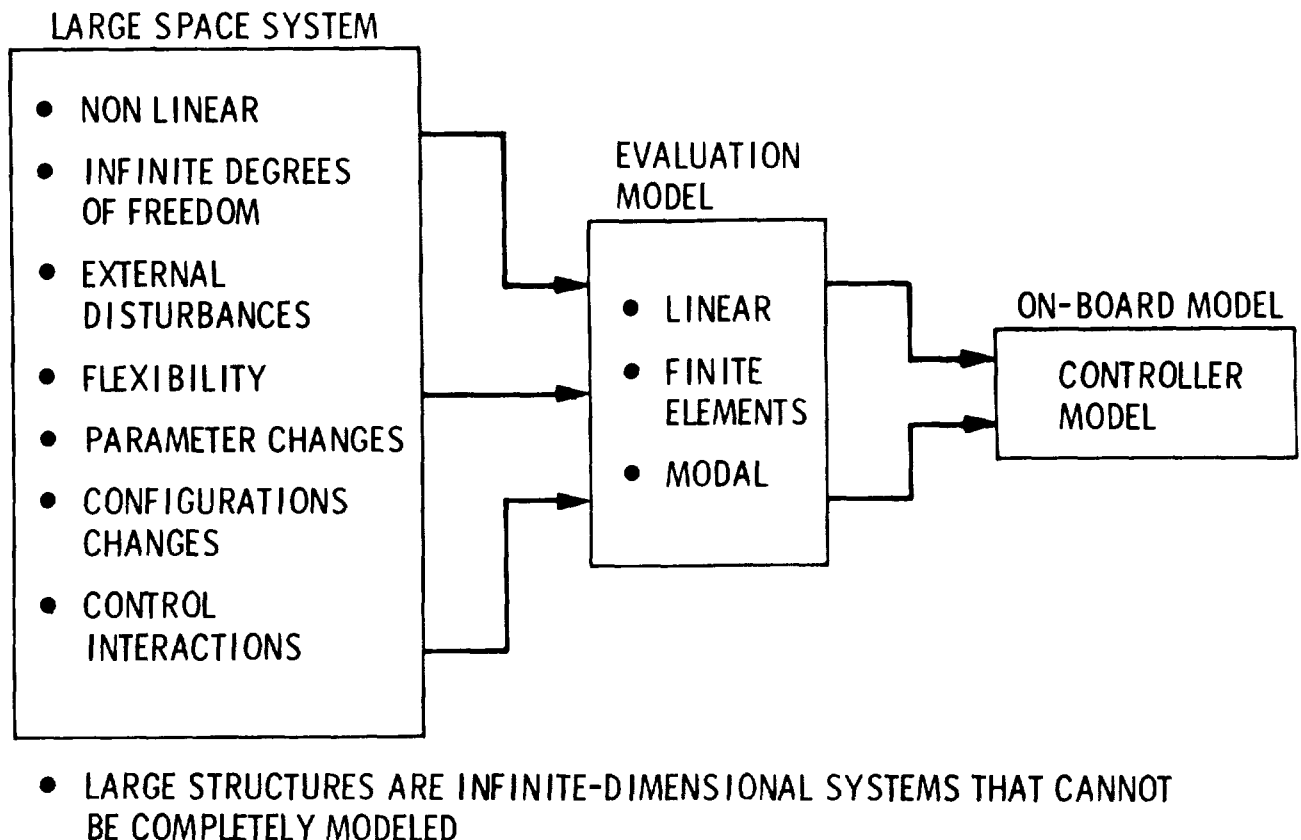 LARGE SPACE SYSTEM
• NON LINEAR
• INFINITE DEGREES
OF FREEDOM
• EXTERNAL
DISTURBANCES
• FLEXIBILITY
• PARAMETER CHANGES
• CONFIGURATIONS
CHANGES
• CONTROL
INTERACTIONS
EVALUATION
MODEL
• LINEAR
• FINITE
ELEMENTS
• MODAL
ON-BOARD MODEL
CONTROLLER
MODEL
• LARGE STRUCTURES ARE INFINITE-DIMENSIONAL SYSTEMS THAT CANNOT
BE COMPLETELY MODELED